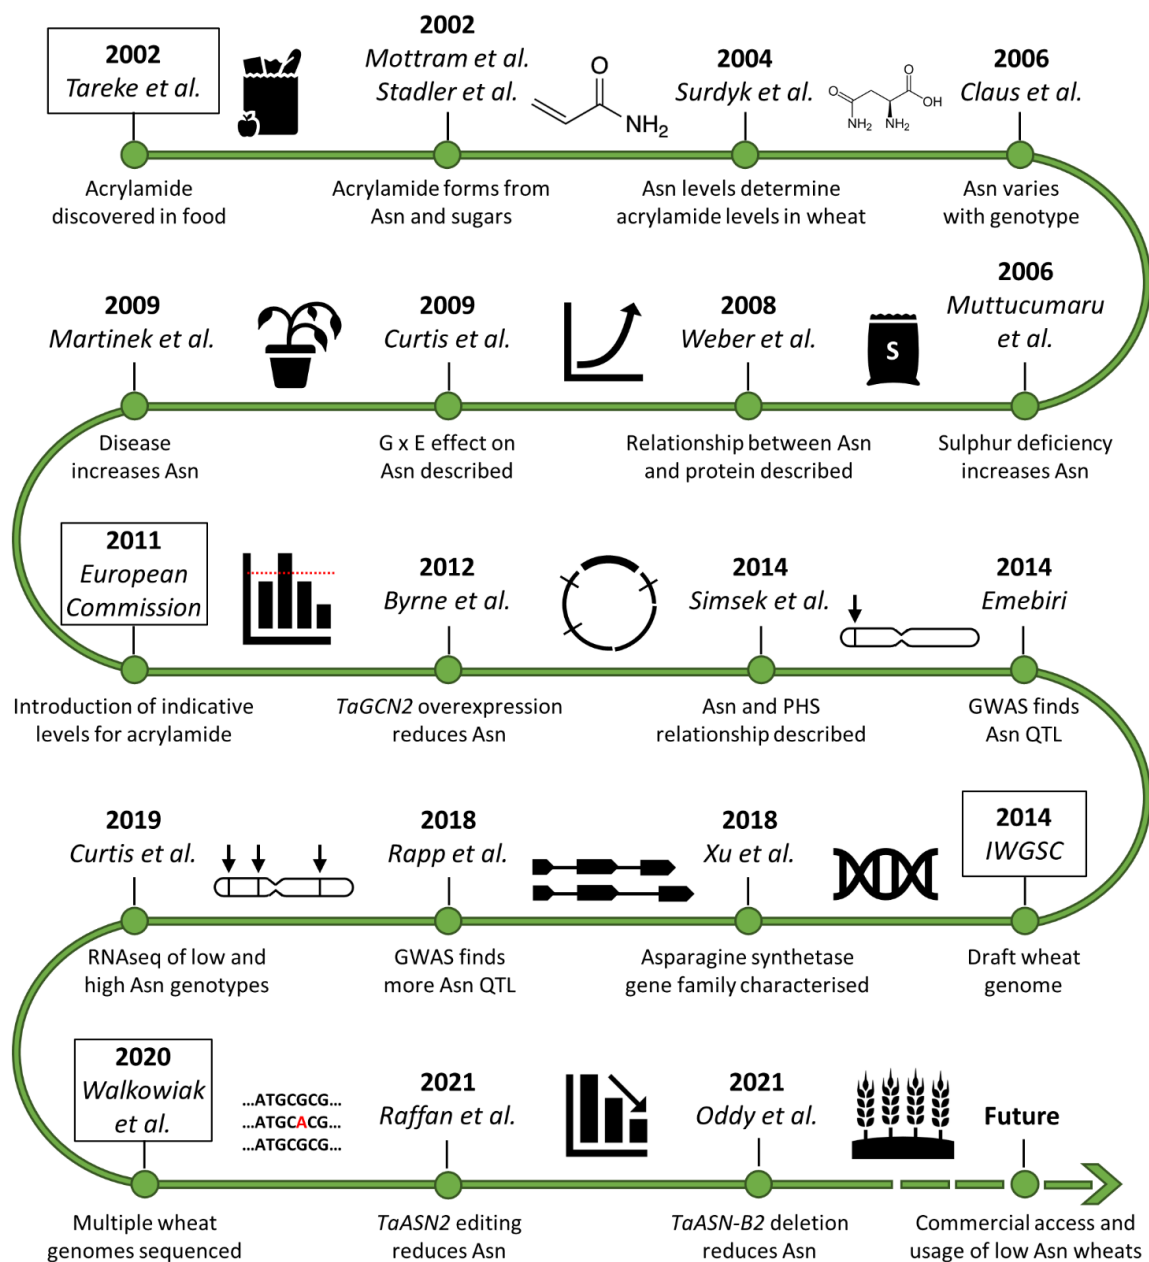 2002
Tareke et al.
Acrylamide
discovered in food
2002
Mottram et al.
Stadler et al.
Acrylamide forms from
Asn and sugars
O
NH2
2004
Surdyk et al.
Asn levels determine
acrylamide levels in wheat
O
O
OH
NH2
NH2
2006
Claus et al.
Asn varies
with genotype
2006
Muttucumaru
et al.
Sulphur deficiency
increases Asn
S
2008
Weber et al.
Relationship between Asn
and protein described
2009
Curtis et al.
G x E effect on
Asn described
2009
Martinek et al.
Disease
increases Asn
2011
European
Commission
Introduction of indicative
levels for acrylamide
2012
Byrne et al.
TaGCN2 overexpression
reduces Asn
2014
Simsek et al.
Asn and PHS
relationship described
2014
Emebiri
GWAS finds
Asn QTL
2014
IWGSC
Draft wheat
genome
2018
Xu et al.
Asparagine synthetase
gene family characterised
2018
Rapp et al.
GWAS finds
more Asn QTL
2019
Curtis et al.
RNAseq of low and
high Asn genotypes
2020
Walkowiak
et al.
Multiple wheat
genomes sequenced
...ATGCGCG...
...ATGCACG...
...ATGCGCG...
2021
Raffan et al.
TaASN2 editing
reduces Asn
2021
Oddy et al.
TaASN-B2 deletion
reduces Asn
Future
Commercial access and
usage of low Asn wheats